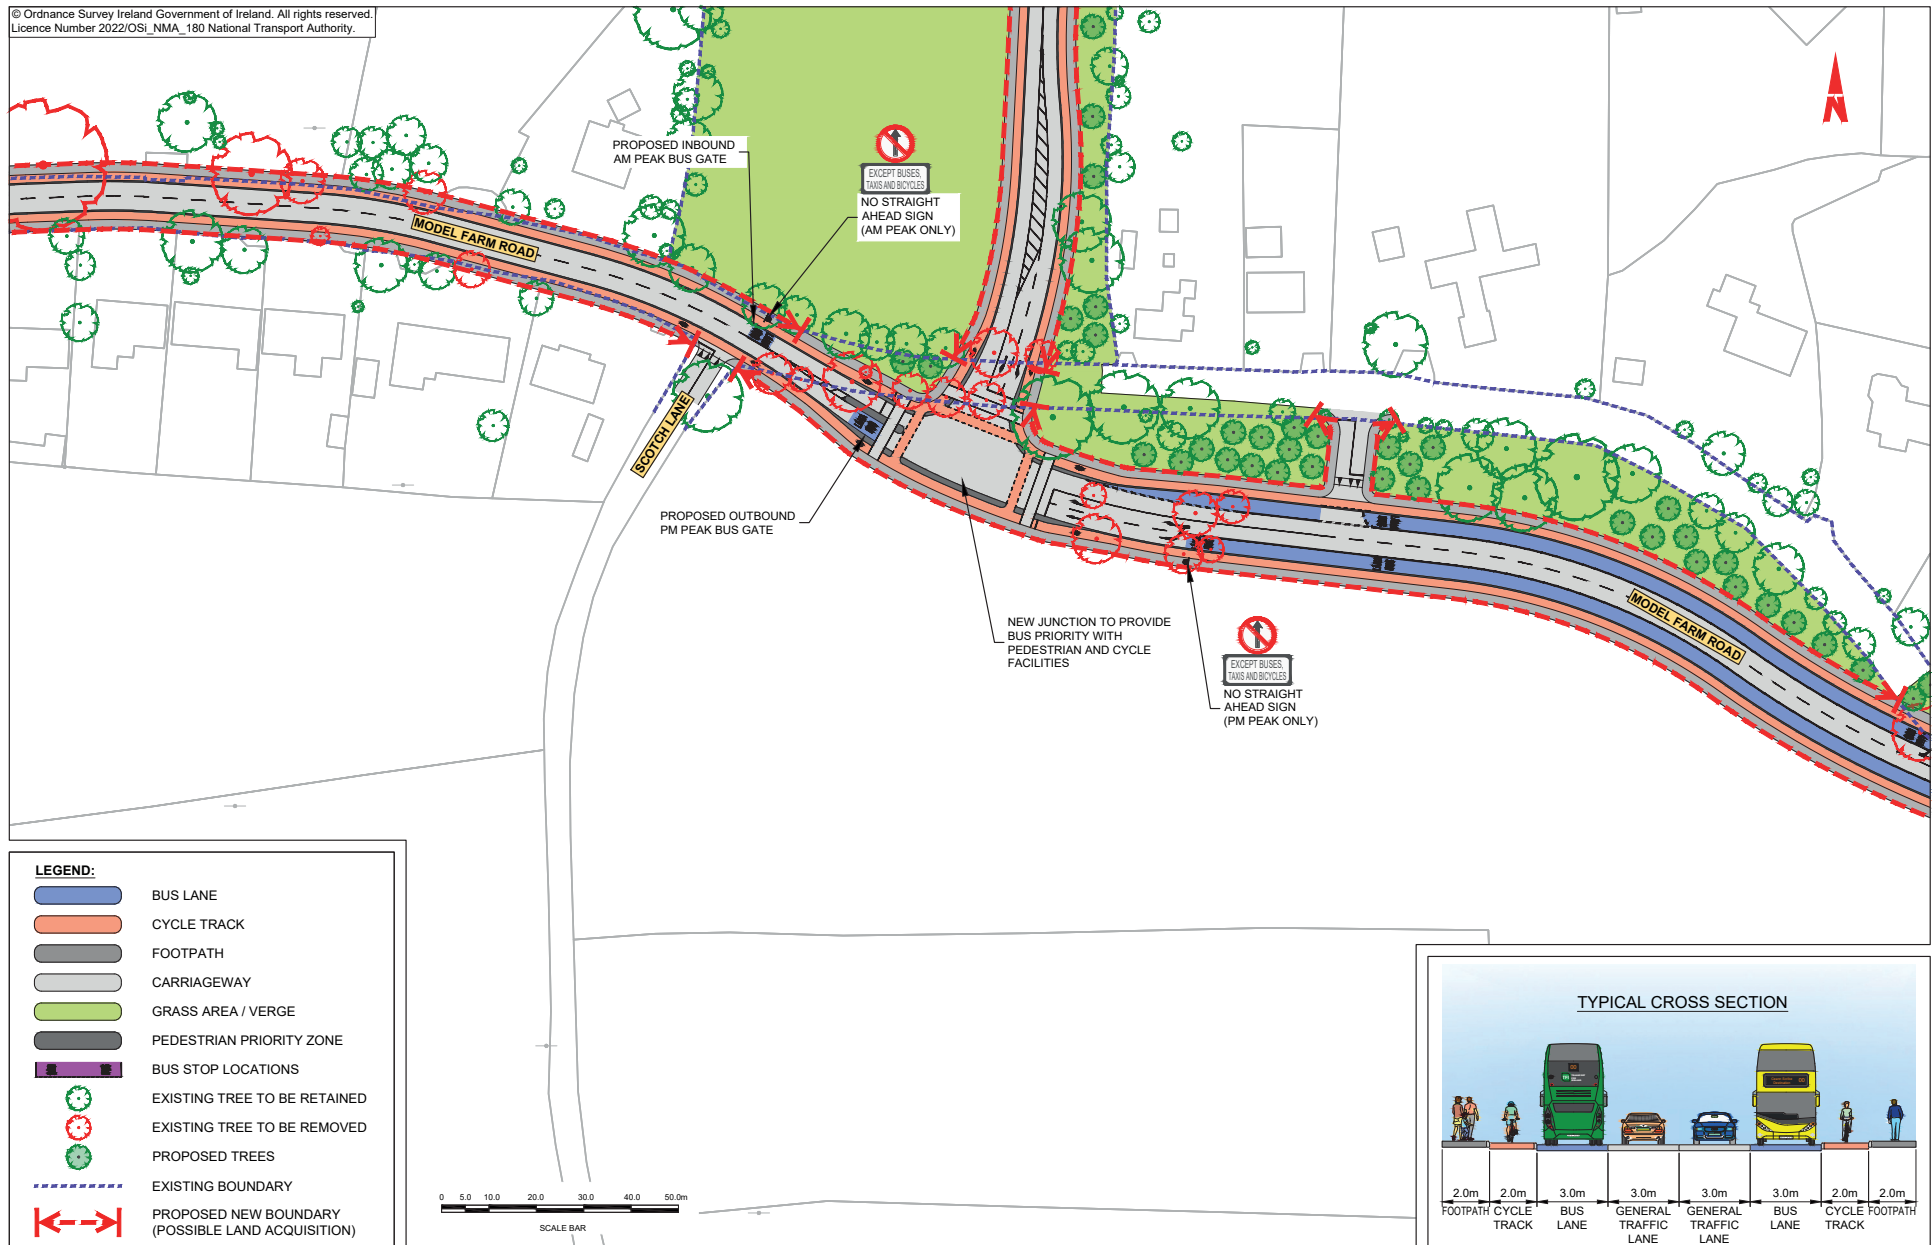 © Ordnance Survey Ireland Government of Ireland. All rights reserved.
Licence Number 2022/OSi_NMA_180 National Transport Authority.
N
PROPOSED INBOUND
AM PEAK BUS GATE
EXCEPT BUSES,
TAXIS AND BICYCLES
NO STRAIGHT
AHEAD SIGN
(AM PEAK ONLY)
MODEL FARM ROAD
SCOTCH LANE
PROPOSED OUTBOUND
PM PEAK BUS GATE
NEW JUNCTION TO PROVIDE
BUS PRIORITY WITH
PEDESTRIAN AND CYCLE
FACILITIES
EXCEPT BUSES,
TAXIS AND BICYCLES
NO STRAIGHT
AHEAD SIGN
(PM PEAK ONLY)
MODEL FARM ROAD
LEGEND:
BUS LANE
CYCLE TRACK
FOOTPATH
CARRIAGEWAY
GRASS AREA / VERGE
PEDESTRIAN PRIORITY ZONE
BUS STOP LOCATIONS
EXISTING TREE TO BE RETAINED
EXISTING TREE TO BE REMOVED
PROPOSED TREES
EXISTING BOUNDARY
PROPOSED NEW BOUNDARY
(POSSIBLE LAND ACQUISITION)
0 5.0 10.0 20.0 30.0 40.0 50.0m
SCALE BAR
TYPICAL CROSS SECTION
2.0m 2.0m 3.0m 3.0m 3.0m 3.0m 2.0m 2.0m
FOOTPATH CYCLE TRACK BUS LANE GENERAL TRAFFIC LANE GENERAL TRAFFIC LANE BUS LANE CYCLE TRACK FOOTPATH